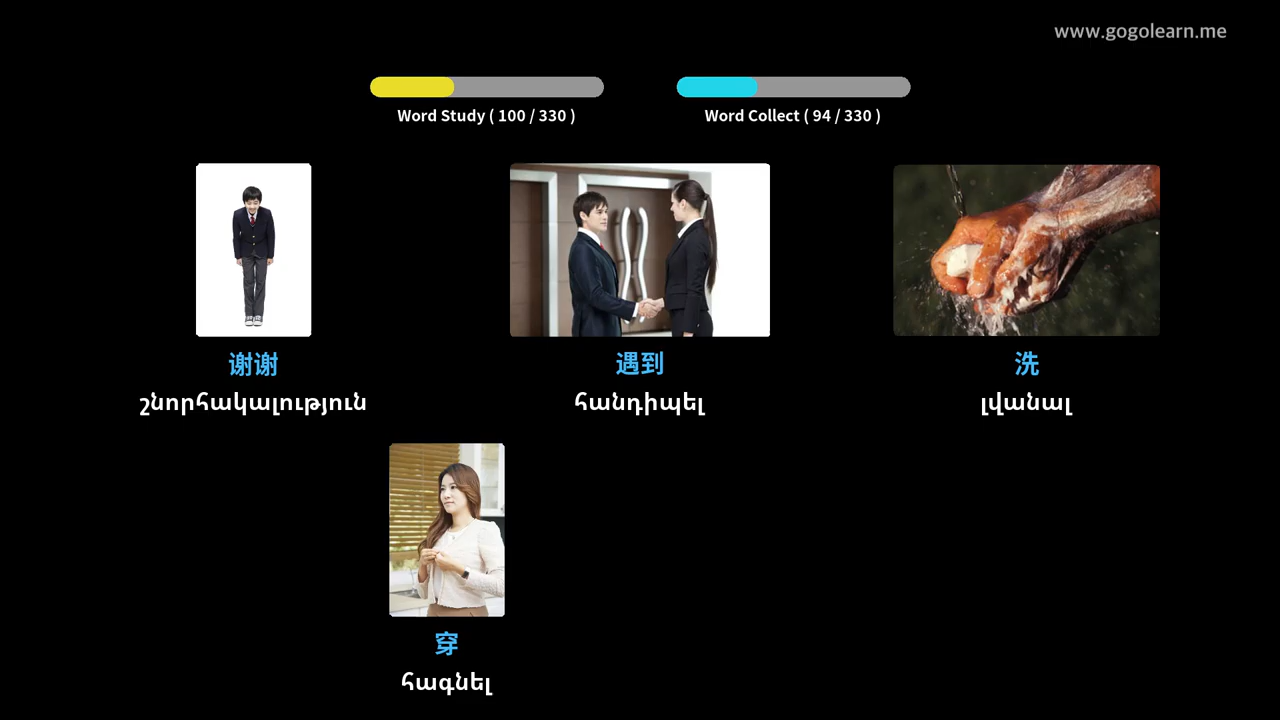 www.gogolearn.me
Word Study ( 100 / 330 )
Word Collect ( 94 / 330 )
谢谢
շնորհակալություն
遇到
հանդիպել
洗
լվանալ
穿
հագնել